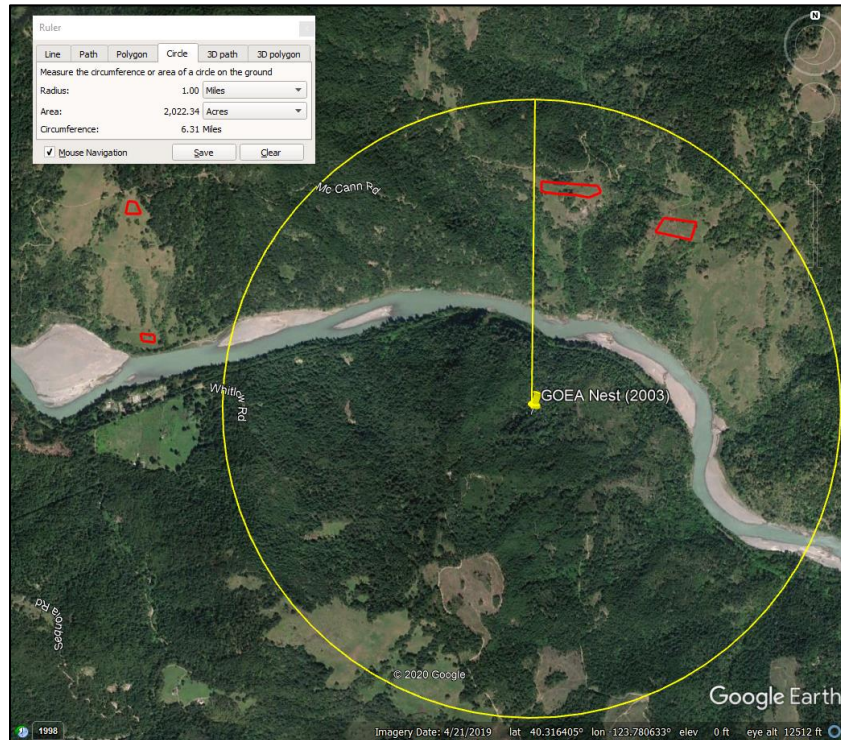 Ruler
Line Path Polygon Circle 3D path 3D polygon
Measure the circumference or area of a circle on the ground
Radius: 1.00 Miles
Area: 2,022.34 Acres
Circumference: 6.31 Miles
Mouse Navigation Save Clear
N
Mc Cann Rd
Whitlow Rd
GOEA Nest (2003)
Sequoia Rd
© 2020 Google
Google Earth
1998 Imagery Date: 4/21/2019 lat 40.316405° lon -123.780633° elev 0 ft eye alt 12512 ft